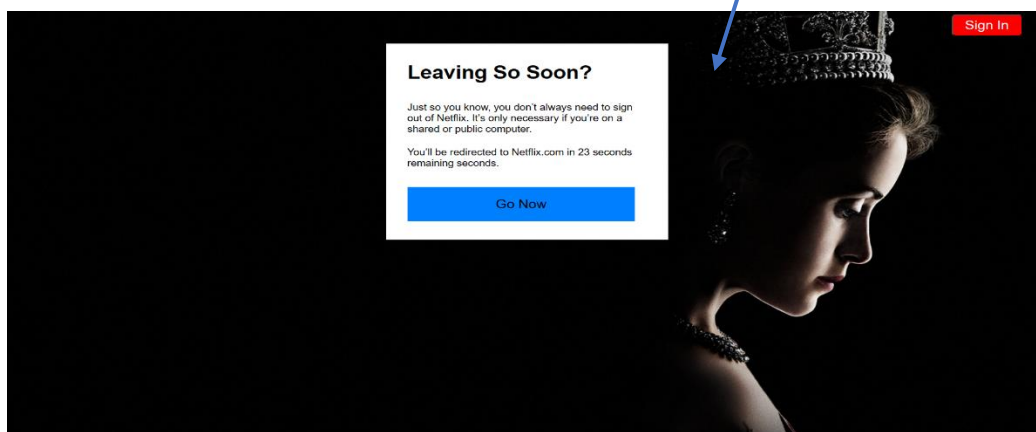 Sign In
Leaving So Soon?
Just so you know, you don't always need to sign
out of Netflix. It's only necessary if you're on a
shared or public computer.
You'll be redirected to Netflix.com in 23 seconds
remaining seconds.
Go Now